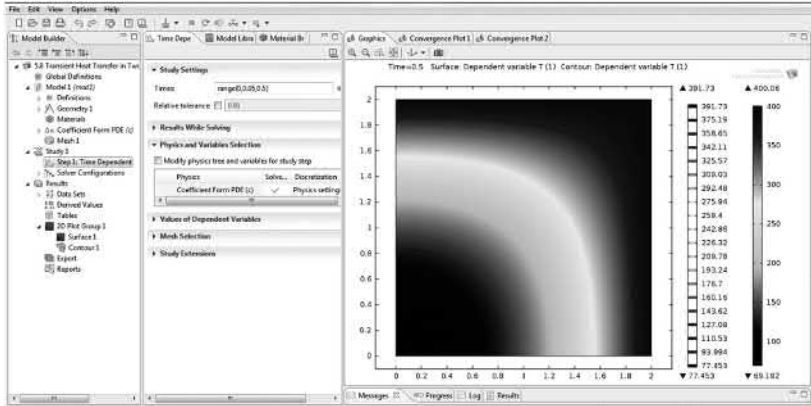 File Edit View Options Help
Model Builder
5.8 Transient Heat Transfer in Two
Global Definitions
Model 1 (mod1)
Definitions
Geometry 1
Materials
Coefficient Form PDE (c)
Mesh 1
Study 1
Step 1: Time Dependent
Solver Configurations
Results
Data Sets
Derived Values
Tables
2D Plot Group 1
Surface 1
Contour 1
Export
Reports
Time Depe
Model Libra
Material Br
Study Settings
Times: range(0,0.05,0.5)
Relative tolerance: 0.01
Results While Solving
Physics and Variables Selection
Modify physics tree and variables for study step
Physics Solve... Discretization
Coefficient Form PDE (c) Physics setting
Values of Dependent Variables
Mesh Selection
Study Extensions
Graphics
Convergence Plot 1
Convergence Plot 2
Time=0.5 Surface: Dependent variable T (1) Contour: Dependent variable T (1)
2
1.8
1.6
1.4
1.2
1
0.8
0.6
0.4
0.2
0
0 0.2 0.4 0.6 0.8 1 1.2 1.4 1.6 1.8 2
▲ 391.73
391.73
375.19
358.65
342.11
325.57
309.03
292.48
275.94
259.4
242.86
226.32
209.78
193.24
176.7
160.16
143.62
127.08
110.53
93.994
77.453
▼ 77.453
▲ 400.06
400
350
300
250
200
150
100
▼ 69.182
Messages
Progress
Log
Results